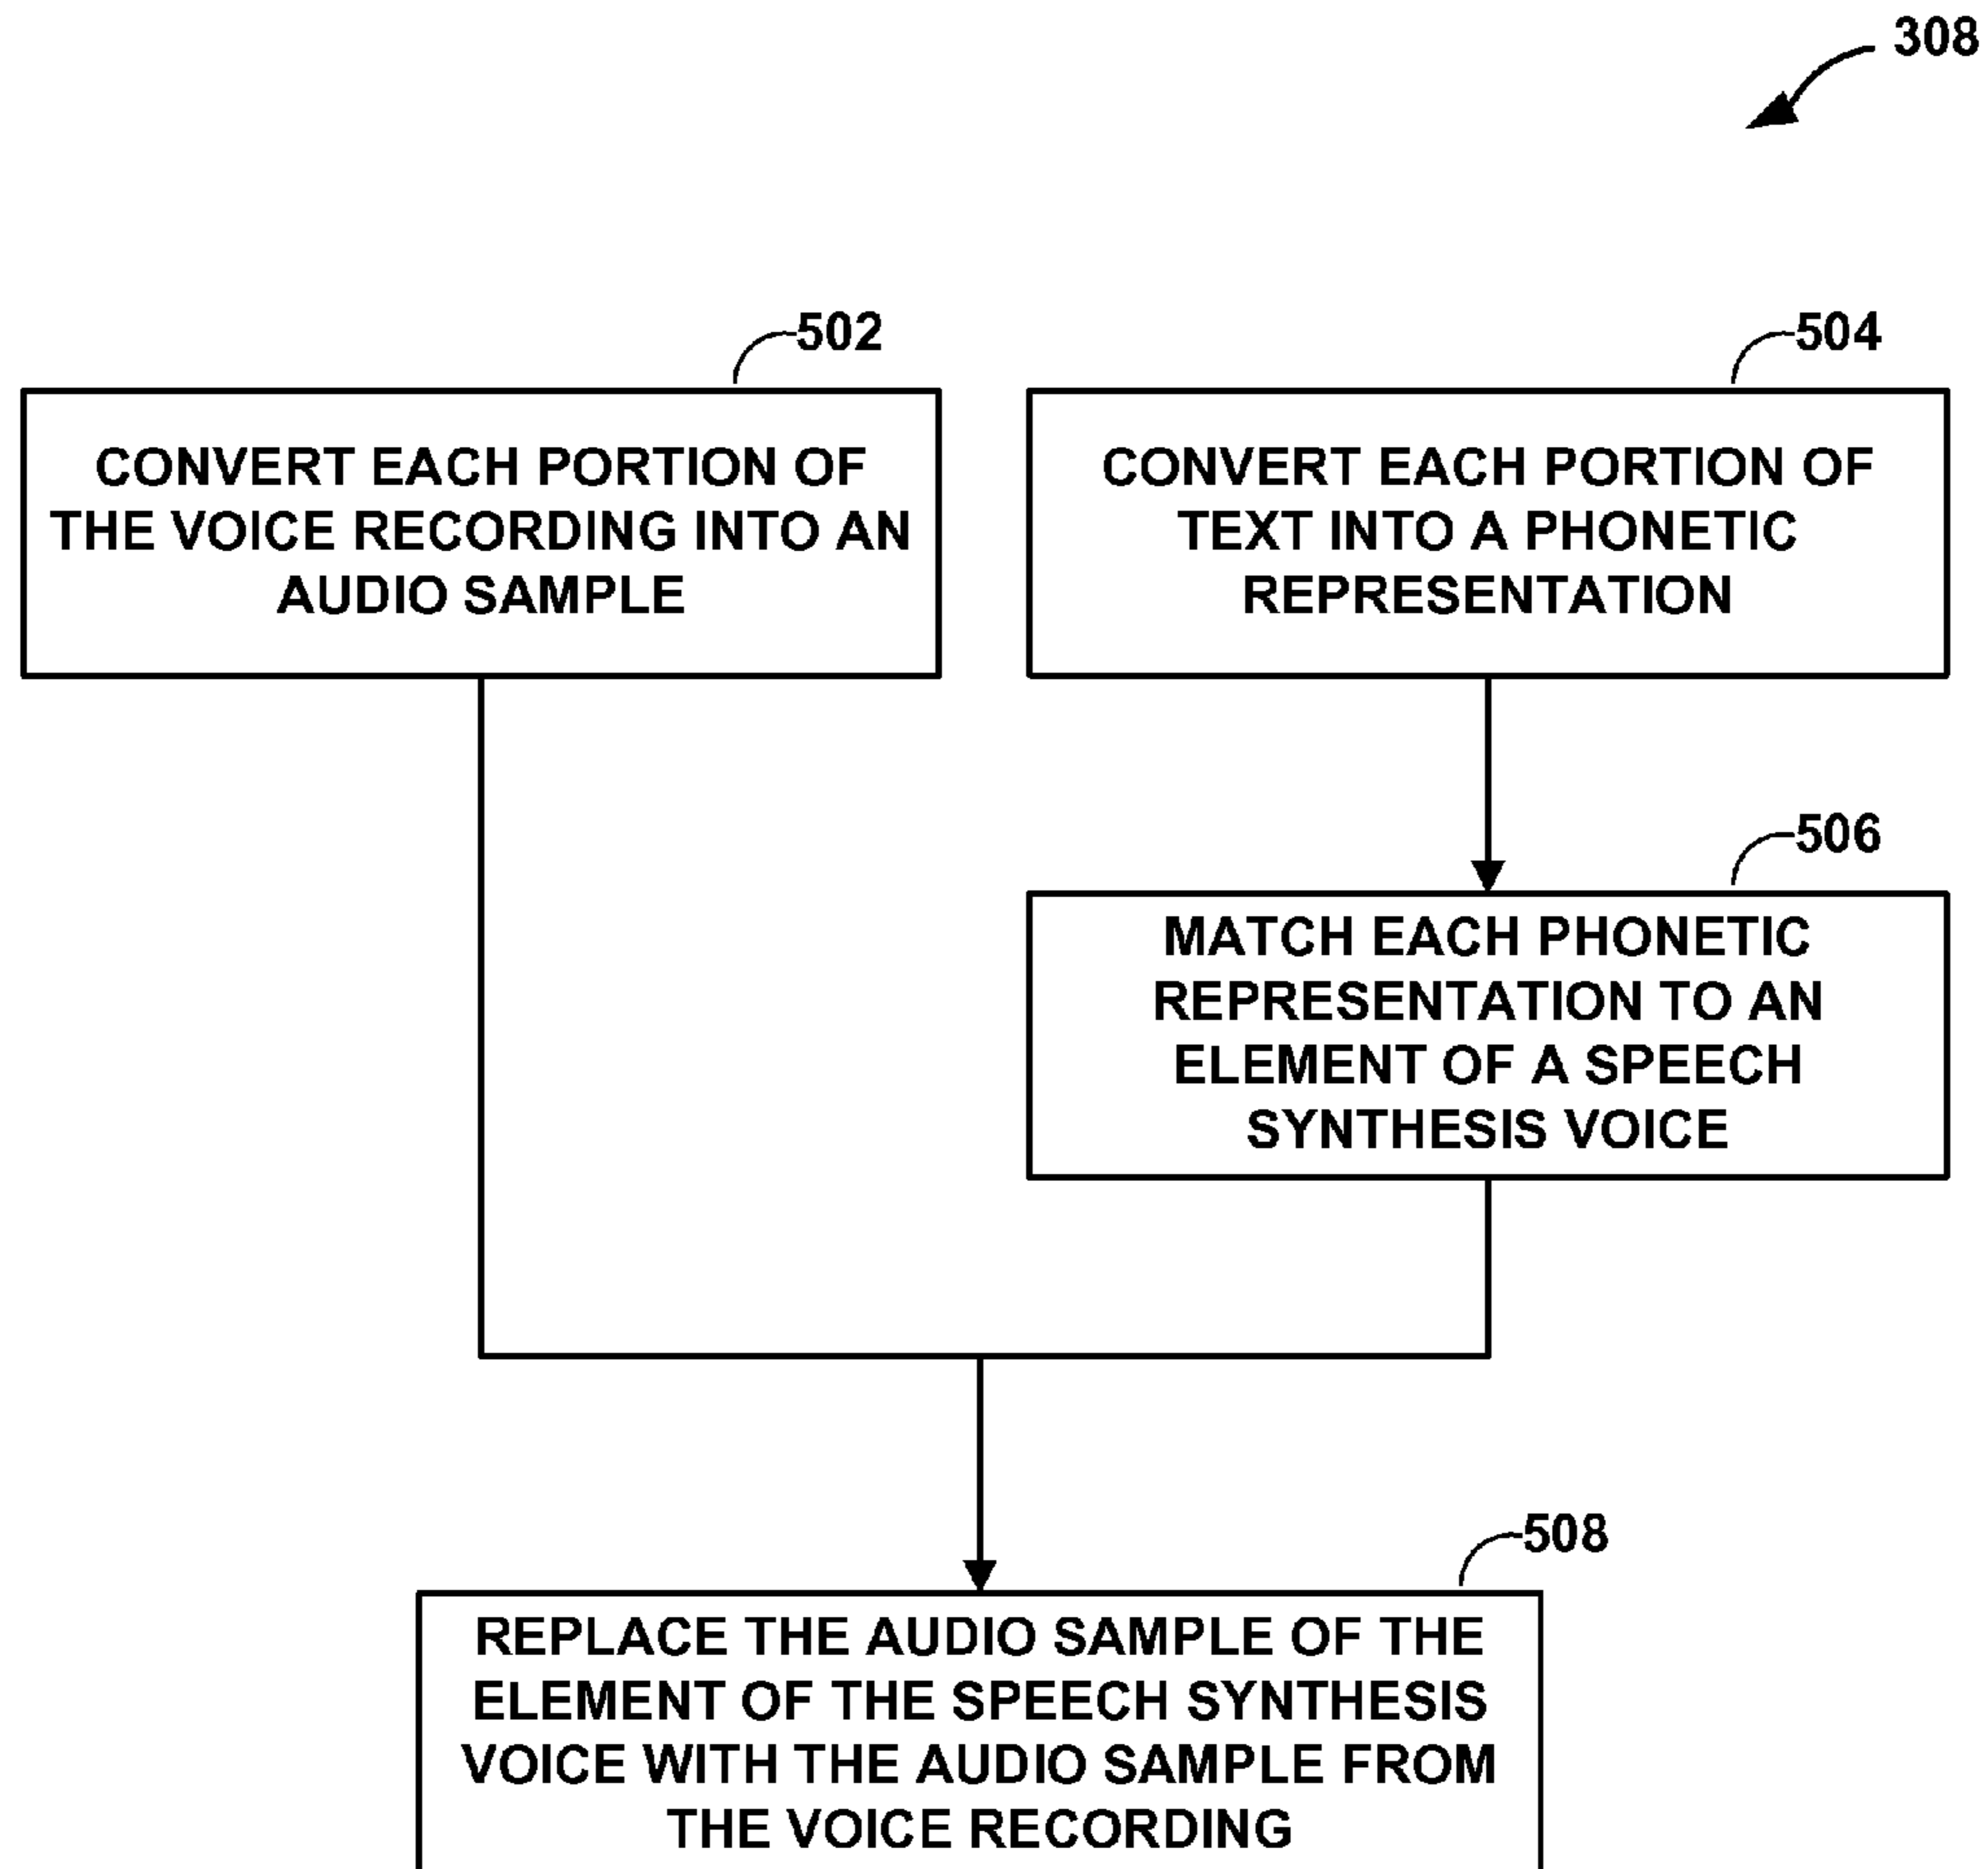 308
502
CONVERT EACH PORTION OF
THE VOICE RECORDING INTO AN
AUDIO SAMPLE
504
CONVERT EACH PORTION OF
TEXT INTO A PHONETIC
REPRESENTATION
506
MATCH EACH PHONETIC
REPRESENTATION TO AN
ELEMENT OF A SPEECH
SYNTHESIS VOICE
508
REPLACE THE AUDIO SAMPLE OF THE
ELEMENT OF THE SPEECH SYNTHESIS
VOICE WITH THE AUDIO SAMPLE FROM
THE VOICE RECORDING